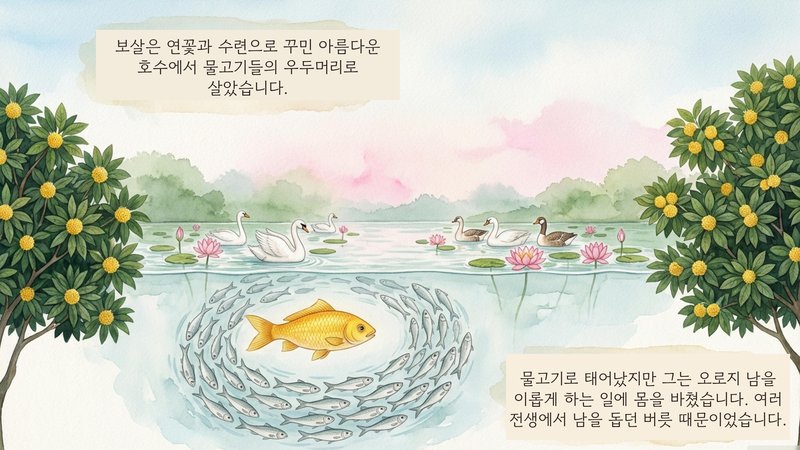 보살은 연꽃과 수련으로 꾸민 아름다운
호수에서 물고기들의 우두머리로
살았습니다.
물고기로 태어났지만 그는 오로지 남을
이롭게 하는 일에 몸을 바쳤습니다. 여러
전생에서 남을 돕던 버릇 때문이었습니다.